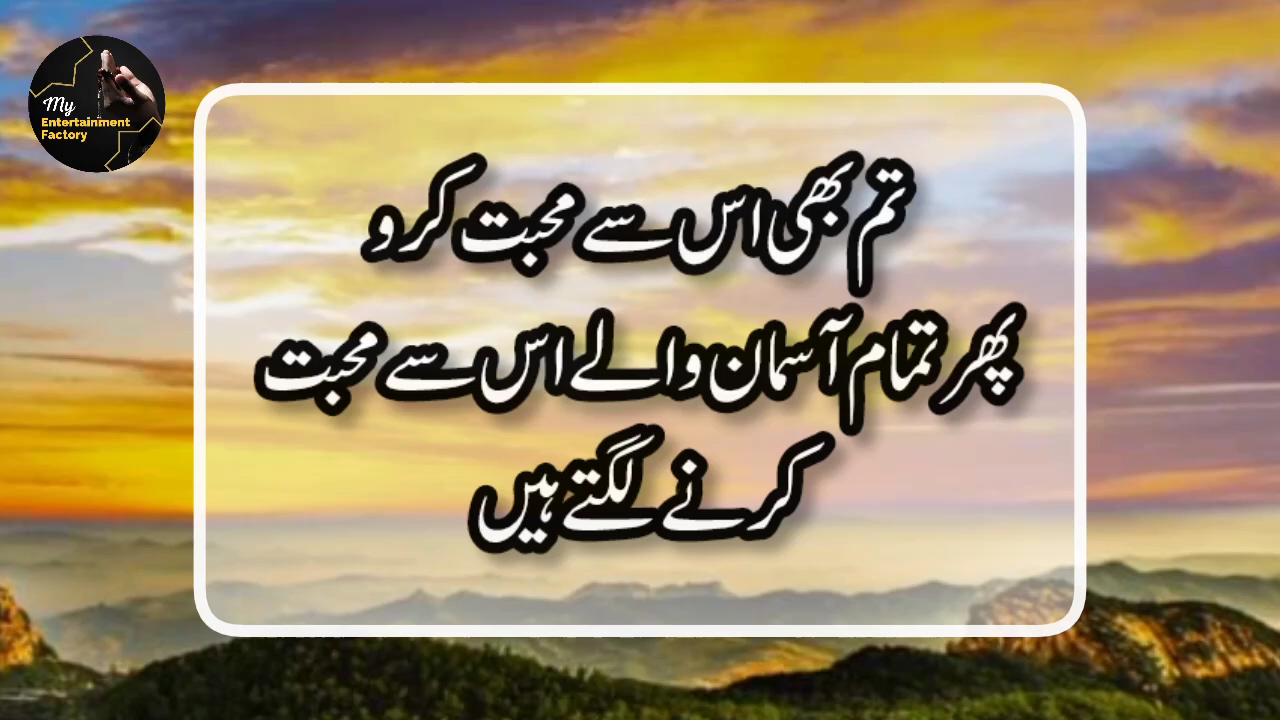 My
Entertainment
Factory
تم بھی اس سے محبت کرو
پھر تمام آسمان والے اس سے محبت
کرنے لگتے ہیں